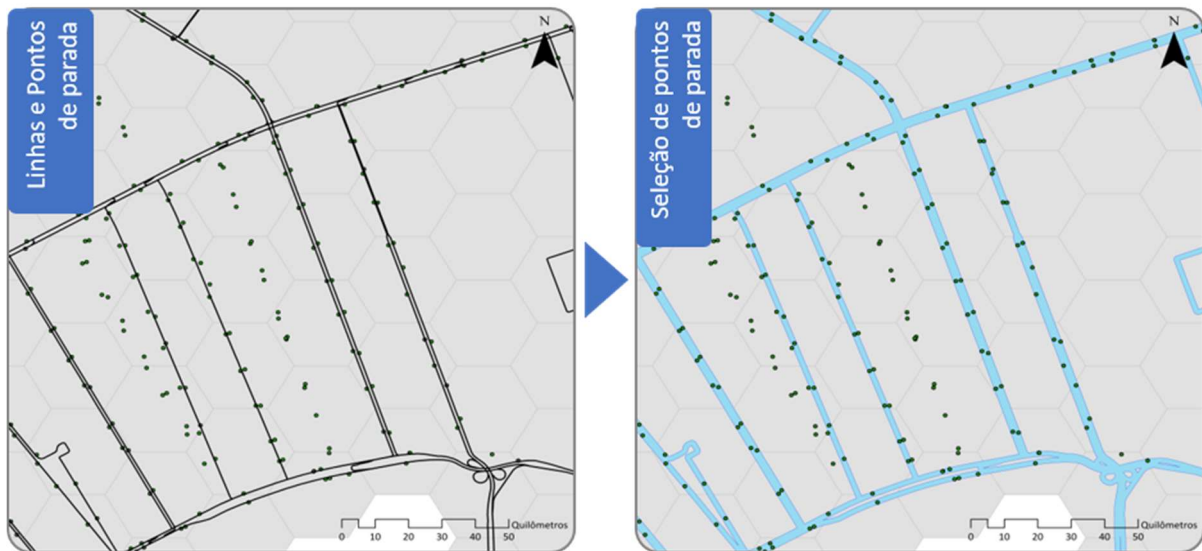 Linhas e Pontos
de parada
N
0 10 20 30 40 50 Quilômetros
Seleção de pontos
de parada
N
0 10 20 30 40 50 Quilômetros